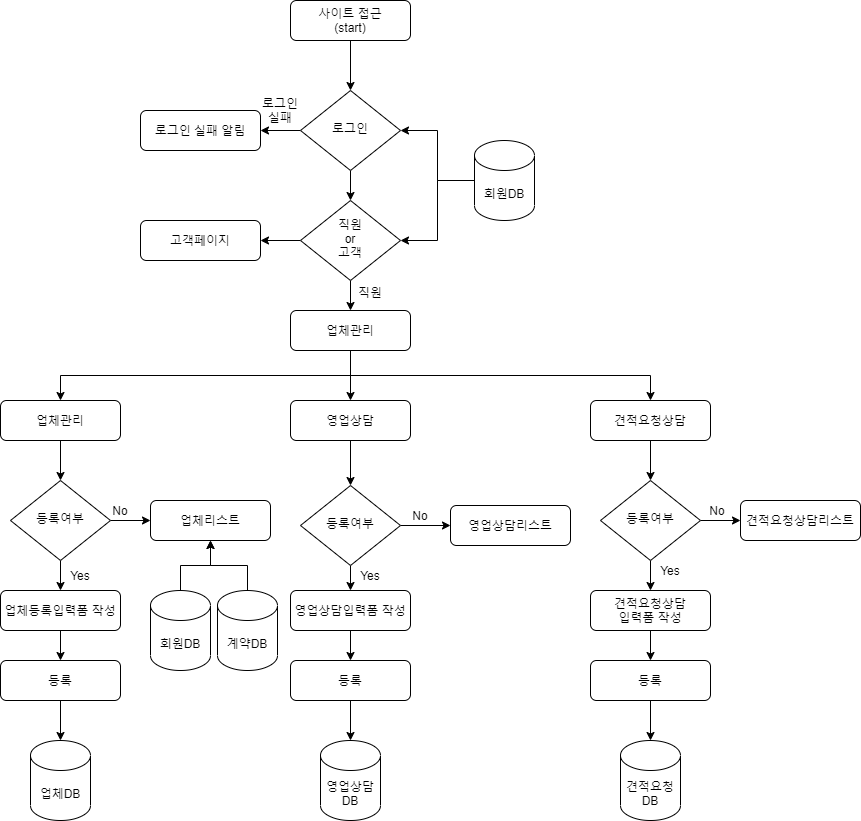 사이트 접근
(start)
로그인
실패
로그인 실패 알림
로그인
회원DB
고객페이지
직원
or
고객
직원
업체관리
업체관리
영업상담
견적요청상담
등록여부
No
업체리스트
등록여부
No
영업상담리스트
등록여부
No
견적요청상담리스트
Yes
Yes
Yes
업체등록입력폼 작성
회원DB
계약DB
영업상담입력폼 작성
견적요청상담
입력폼 작성
등록
등록
등록
업체DB
영업상담
DB
견적요청
DB